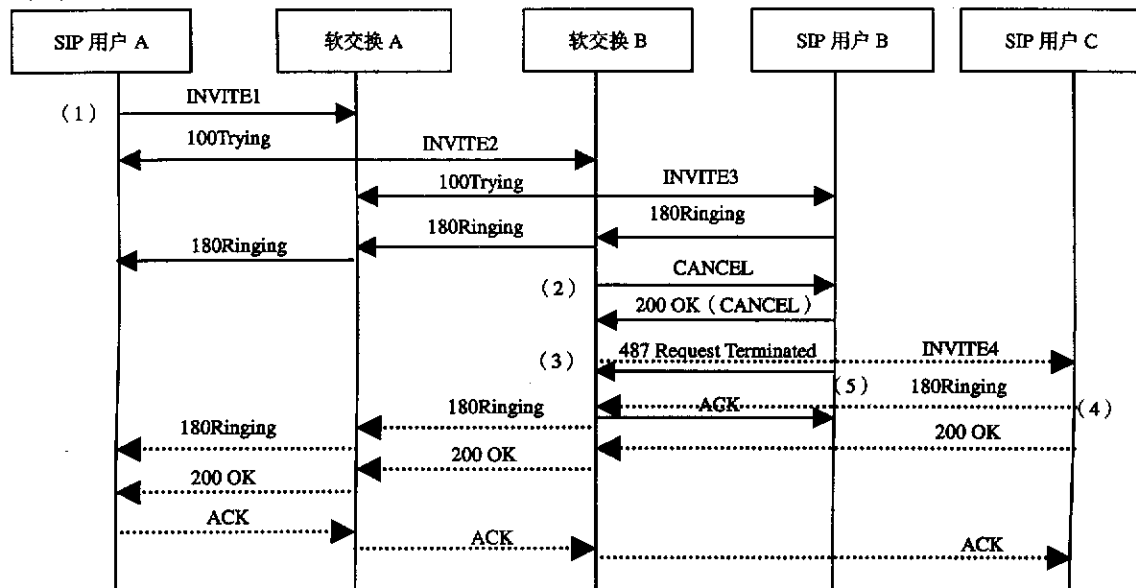 SIP 用户 A
软交换 A
软交换 B
SIP 用户 B
SIP 用户 C
(1)
INVITE1
100Trying
INVITE2
100Trying
INVITE3
180Ringing
180Ringing
180Ringing
CANCEL
(2)
200 OK (CANCEL)
(3)
487 Request Terminated
INVITE4
(5)
180Ringing
(4)
ACK
180Ringing
180Ringing
200 OK
200 OK
200 OK
ACK
ACK
ACK